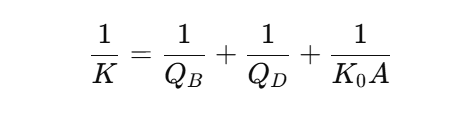 1/K = 1/Q_B + 1/Q_D + 1/(K_0 A)